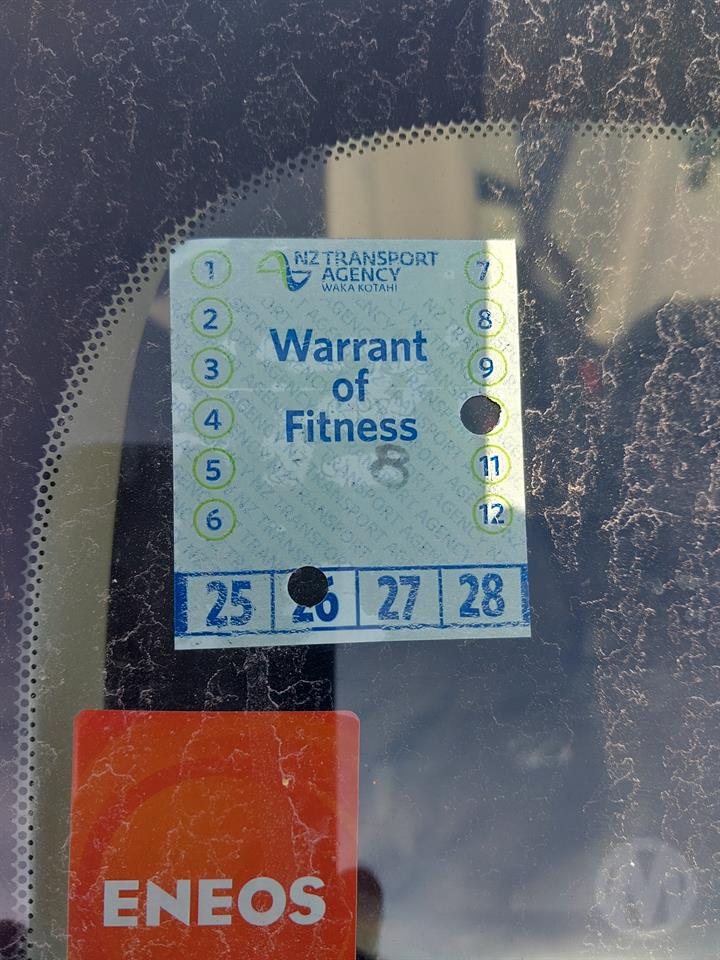 NZ TRANSPORT
AGENCY
WAKA KOTAHI
1
2
3
4
5
6
7
8
9
11
12
Warrant
of
Fitness
8
25
26
27
28
ENEOS